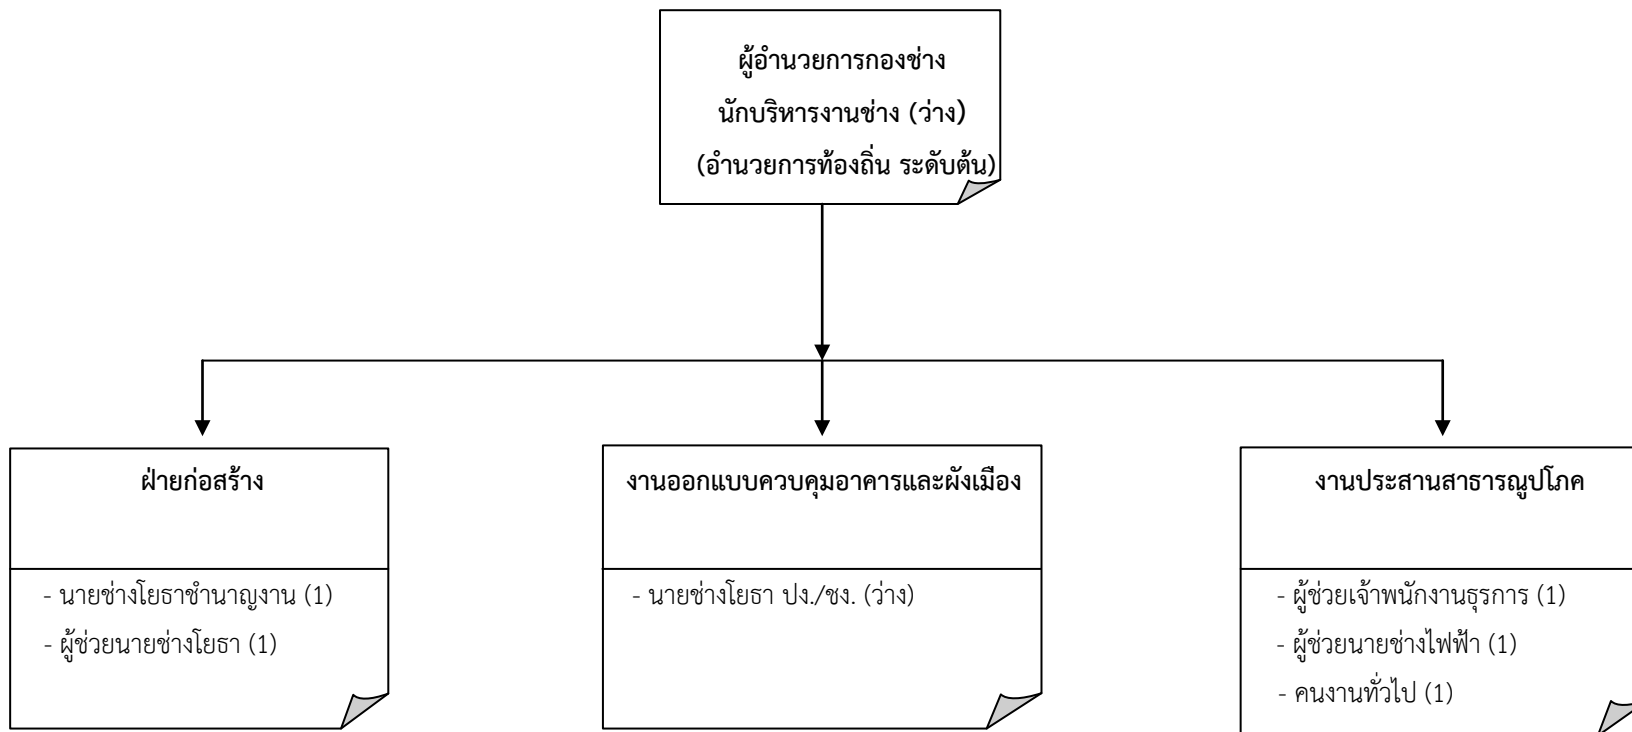 ผู้อำนวยการกองช่าง
นักบริหารงานช่าง (ว่าง)
(อำนวยการท้องถิ่น ระดับต้น)
ฝ่ายก่อสร้าง
- นายช่างโยธาชำนาญงาน (1)
- ผู้ช่วยนายช่างโยธา (1)
งานออกแบบควบคุมอาคารและผังเมือง
- นายช่างโยธา ปง./ชง. (ว่าง)
งานประสานสาธารณูปโภค
- ผู้ช่วยเจ้าพนักงานธุรการ (1)
- ผู้ช่วยนายช่างไฟฟ้า (1)
- คนงานทั่วไป (1)